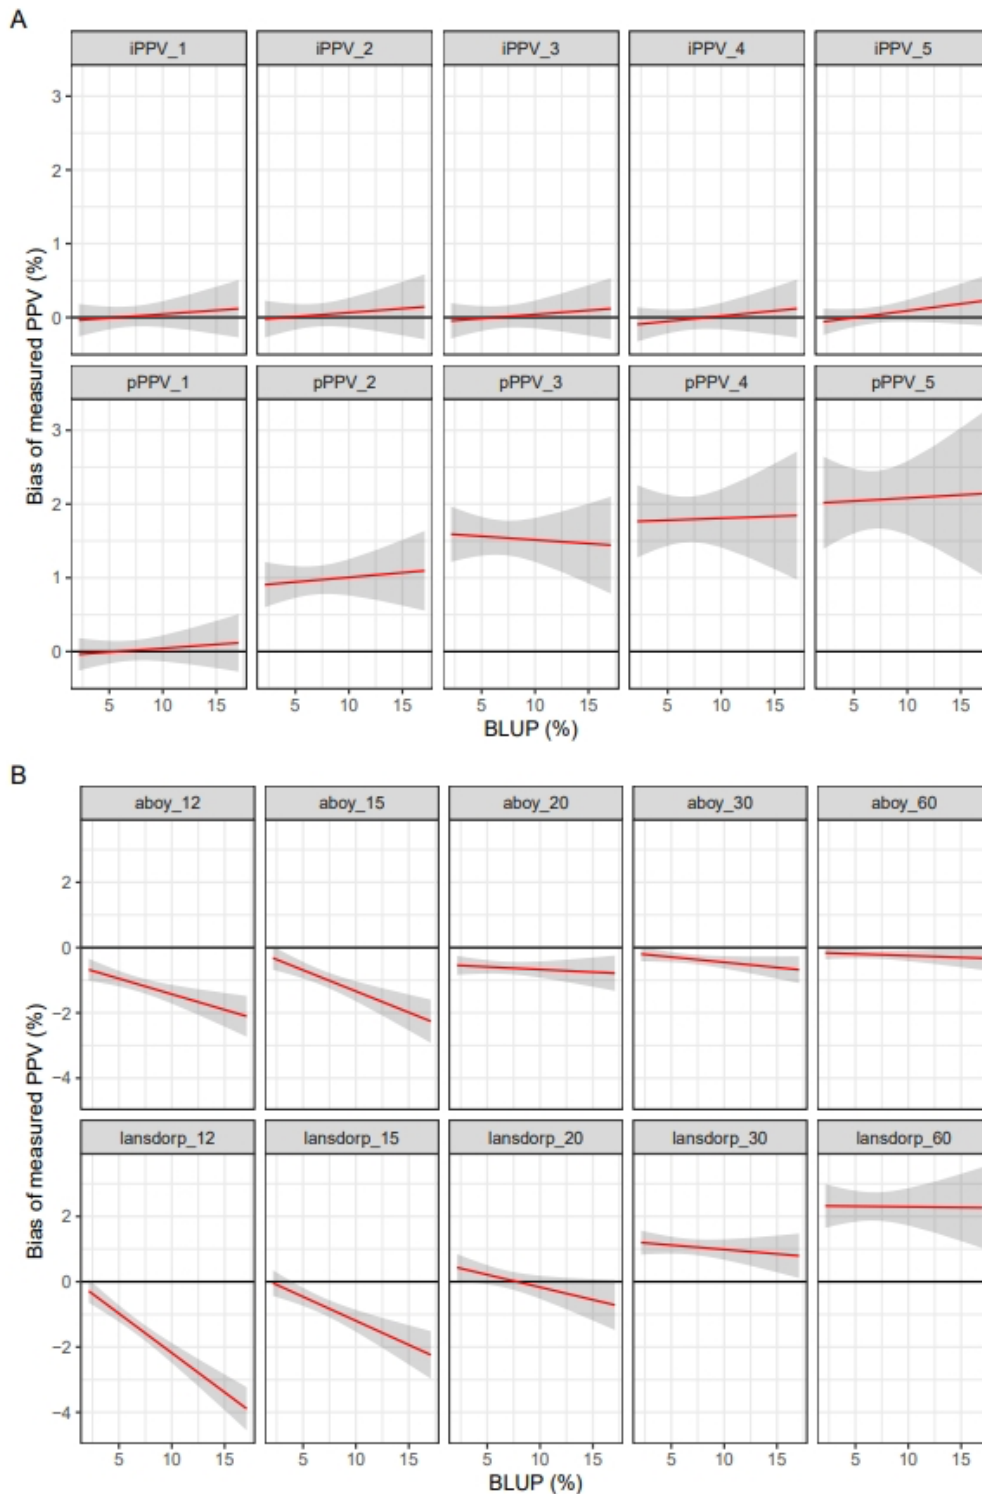 A
iPPV_1 iPPV_2 iPPV_3 iPPV_4 iPPV_5
3
2
1
0
pPPV_1 pPPV_2 pPPV_3 pPPV_4 pPPV_5
3
2
1
0
Bias of measured PPV (%)
5 10 15 5 10 15 5 10 15 5 10 15 5 10 15
BLUP (%)
B
aboy_12 aboy_15 aboy_20 aboy_30 aboy_60
2
0
−2
−4
lansdorp_12 lansdorp_15 lansdorp_20 lansdorp_30 lansdorp_60
2
0
−2
−4
Bias of measured PPV (%)
5 10 15 5 10 15 5 10 15 5 10 15 5 10 15
BLUP (%)